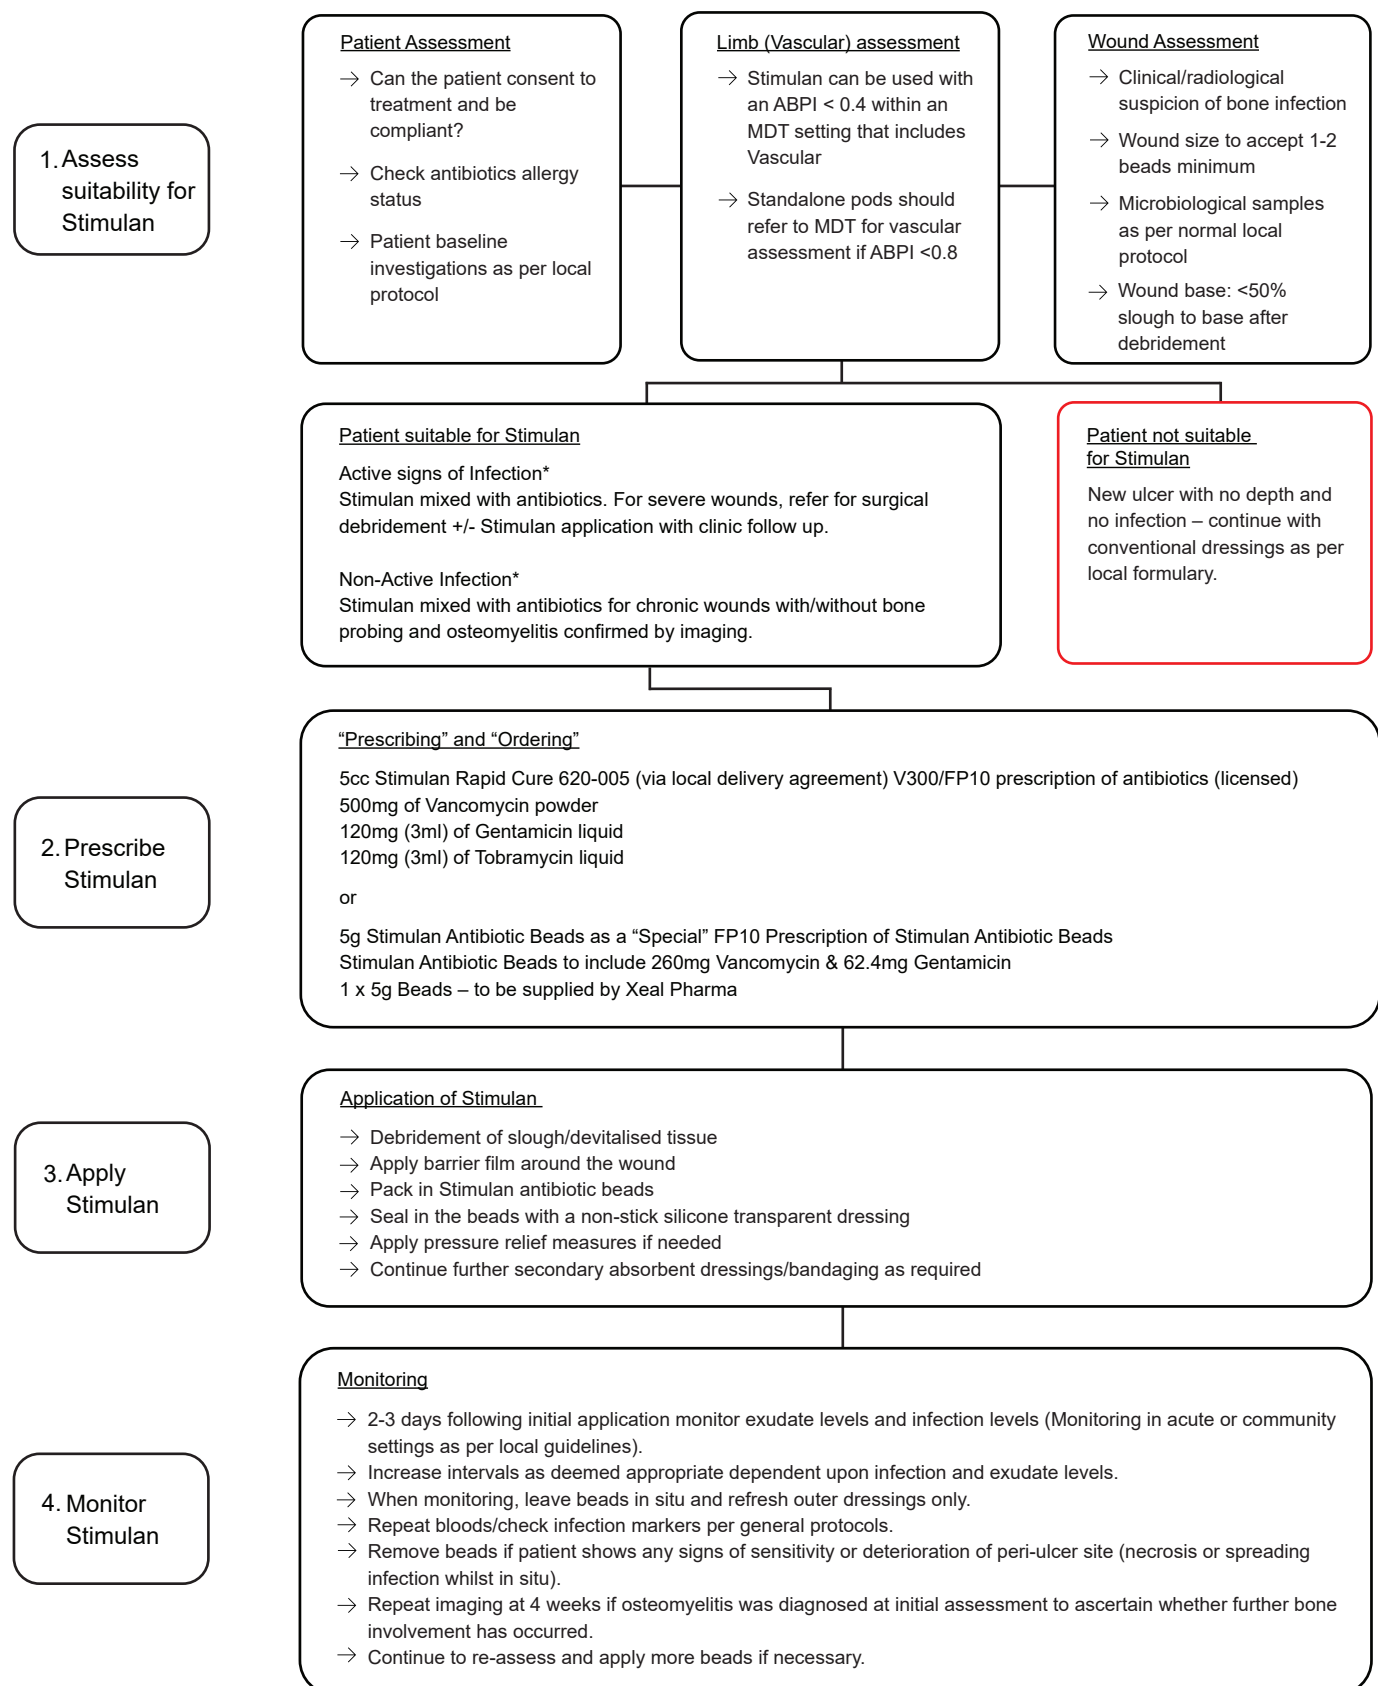 1. Assess
suitability for
Stimulan
Patient Assessment
→ Can the patient consent to
treatment and be
compliant?
→ Check antibiotics allergy
status
→ Patient baseline
investigations as per local
protocol
Limb (Vascular) assessment
→ Stimulan can be used with
an ABPI < 0.4 within an
MDT setting that includes
Vascular
→ Standalone pods should
refer to MDT for vascular
assessment if ABPI <0.8
Wound Assessment
→ Clinical/radiological
suspicion of bone infection
→ Wound size to accept 1-2
beads minimum
→ Microbiological samples
as per normal local
protocol
→ Wound base: <50%
slough to base after
debridement
Patient suitable for Stimulan
Active signs of Infection*
Stimulan mixed with antibiotics. For severe wounds, refer for surgical
debridement +/- Stimulan application with clinic follow up.
Non-Active Infection*
Stimulan mixed with antibiotics for chronic wounds with/without bone
probing and osteomyelitis confirmed by imaging.
Patient not suitable
for Stimulan
New ulcer with no depth and
no infection – continue with
conventional dressings as per
local formulary.
2. Prescribe
Stimulan
“Prescribing” and “Ordering”
5cc Stimulan Rapid Cure 620-005 (via local delivery agreement) V300/FP10 prescription of antibiotics (licensed)
500mg of Vancomycin powder
120mg (3ml) of Gentamicin liquid
120mg (3ml) of Tobramycin liquid
or
5g Stimulan Antibiotic Beads as a “Special” FP10 Prescription of Stimulan Antibiotic Beads
Stimulan Antibiotic Beads to include 260mg Vancomycin & 62.4mg Gentamicin
1 x 5g Beads – to be supplied by Xeal Pharma
3. Apply
Stimulan
Application of Stimulan
→ Debridement of slough/devitalised tissue
→ Apply barrier film around the wound
→ Pack in Stimulan antibiotic beads
→ Seal in the beads with a non-stick silicone transparent dressing
→ Apply pressure relief measures if needed
→ Continue further secondary absorbent dressings/bandaging as required
4. Monitor
Stimulan
Monitoring
→ 2-3 days following initial application monitor exudate levels and infection levels (Monitoring in acute or community
settings as per local guidelines).
→ Increase intervals as deemed appropriate dependent upon infection and exudate levels.
→ When monitoring, leave beads in situ and refresh outer dressings only.
→ Repeat bloods/check infection markers per general protocols.
→ Remove beads if patient shows any signs of sensitivity or deterioration of peri-ulcer site (necrosis or spreading
infection whilst in situ).
→ Repeat imaging at 4 weeks if osteomyelitis was diagnosed at initial assessment to ascertain whether further bone
involvement has occurred.
→ Continue to re-assess and apply more beads if necessary.